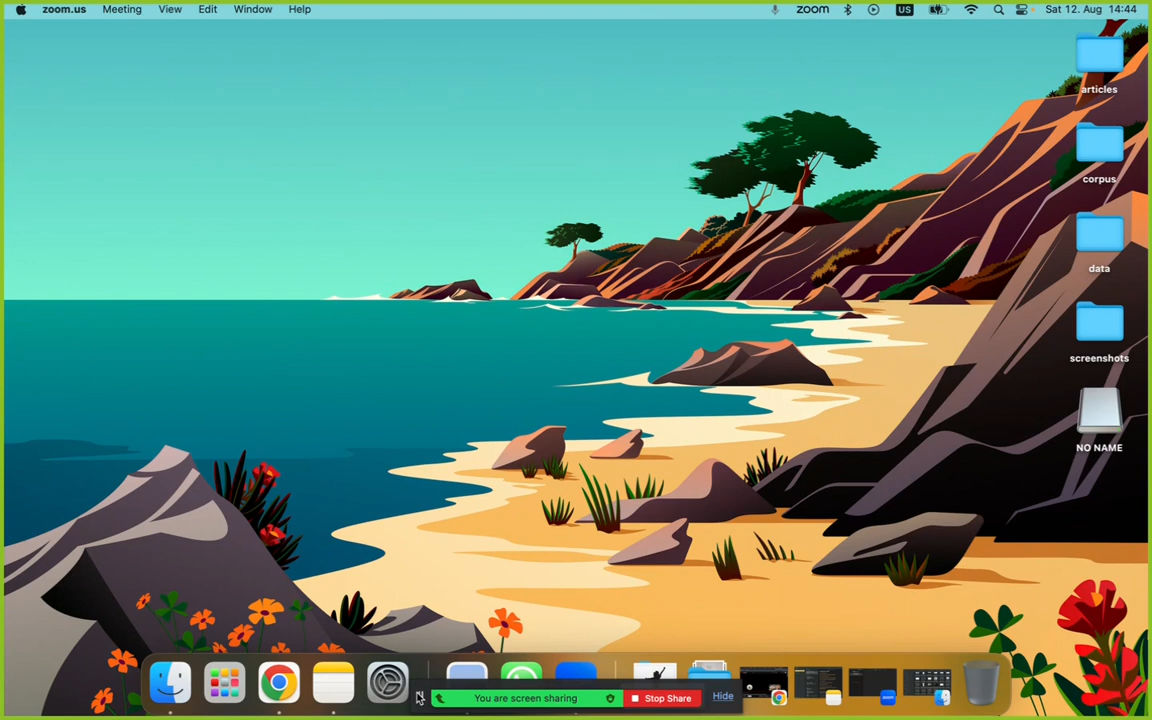 zoom.us Meeting View Edit Window Help zoom US Sat 12. Aug 14:44
articles
corpus
data
screenshots
NO NAME
You are screen sharing Stop Share Hide